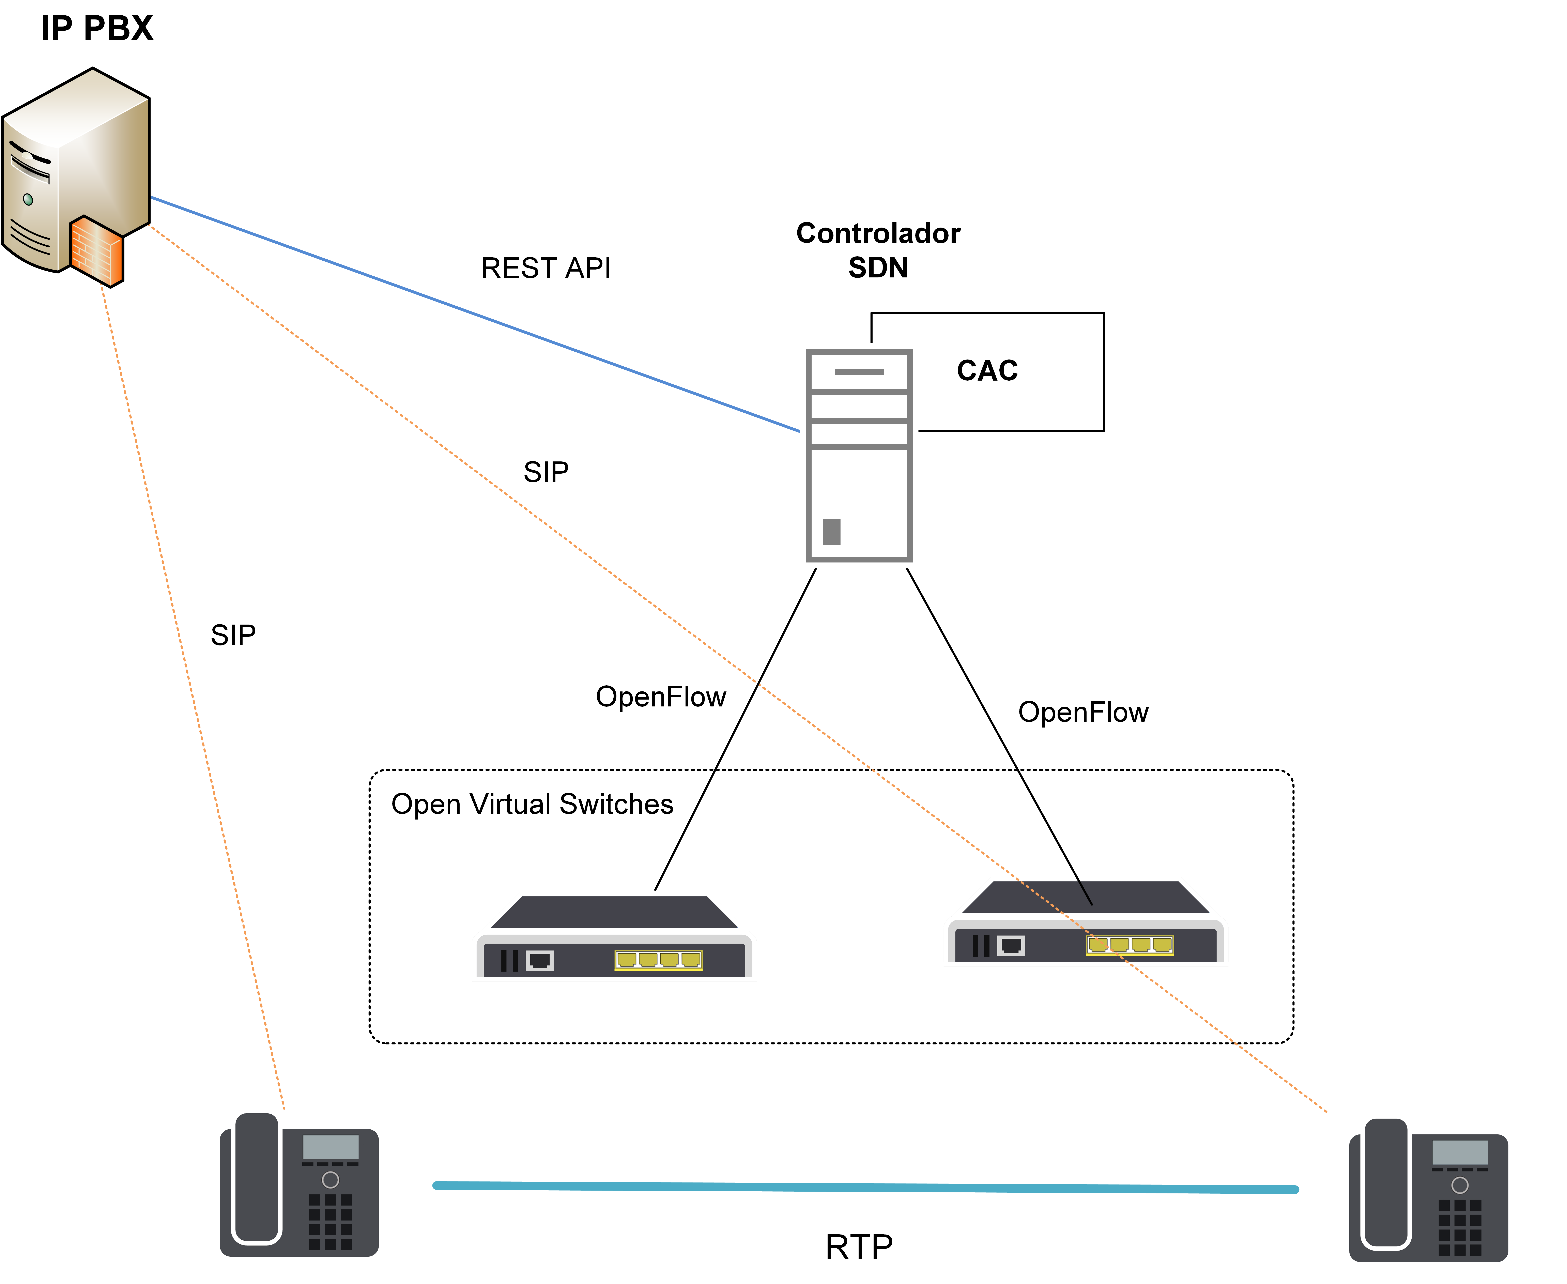 IP PBX
Controlador
SDN
REST API
CAC
SIP
SIP
OpenFlow
OpenFlow
Open Virtual Switches
RTP